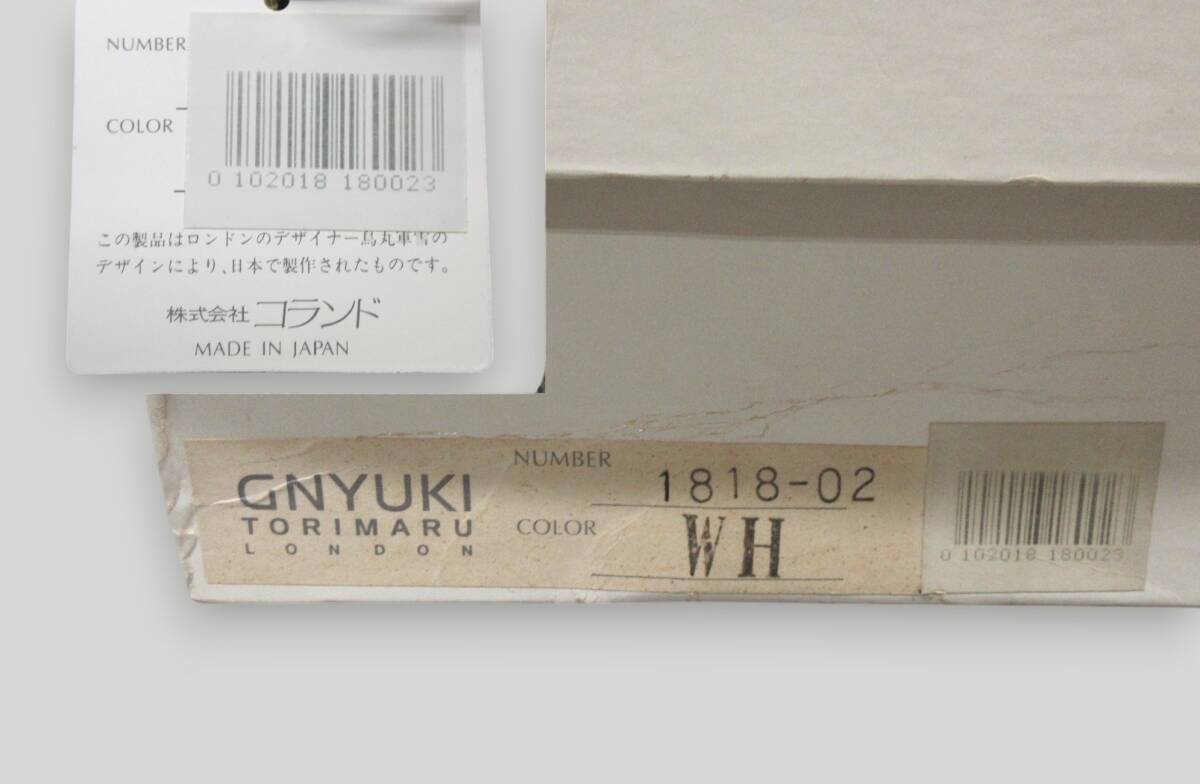 NUMBER
COLOR
0 102018 180023
この製品はロンドンのデザイナー鳥丸軍雪の
デザインにより、日本で製作されたものです。
株式会社 コランド
MADE IN JAPAN
GNYUKI
TORIMARU
LONDON
NUMBER 1818-02
COLOR WH
0 102018 180023